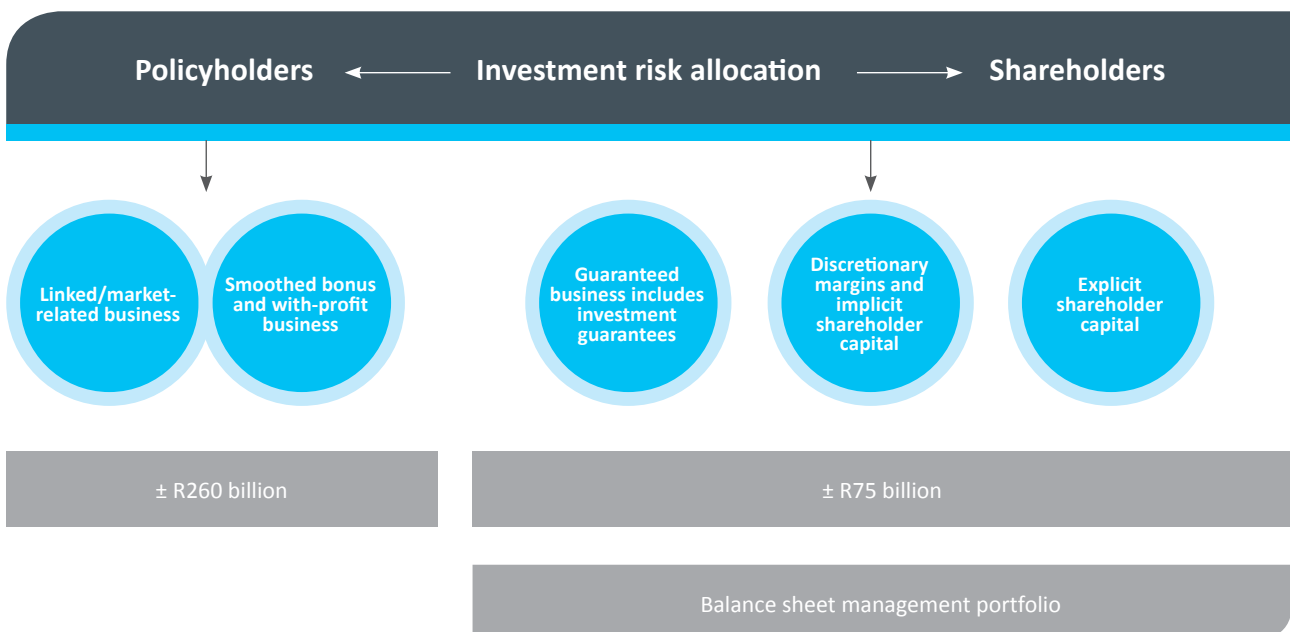 Policyholders Investment risk allocation Shareholders
Linked/market-
related business
Smoothed bonus
and with-profit
business
Guaranteed
business includes
investment
guarantees
Discretionary
margins and
implicit
shareholder
capital
Explicit
shareholder
capital
± R260 billion
± R75 billion
Balance sheet management portfolio